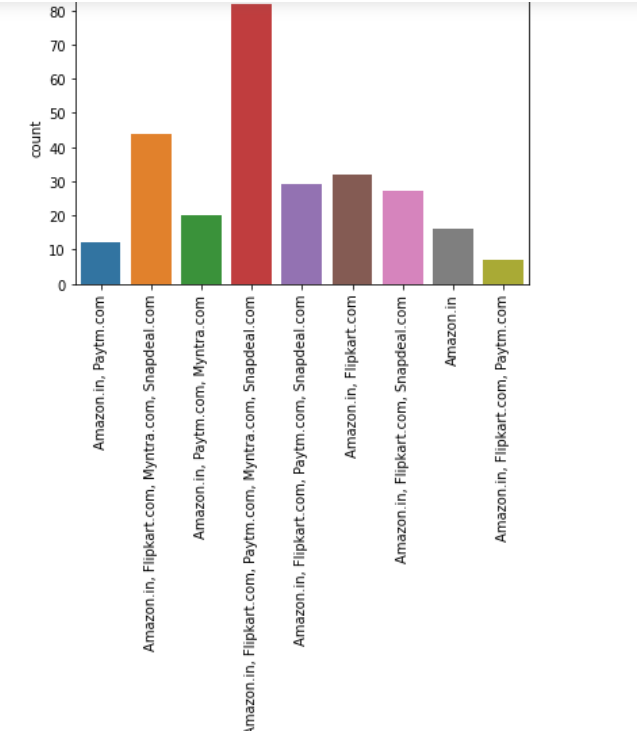 80
70
60
50
40
30
20
10
0
count
Amazon.in, Paytm.com
Amazon.in, Flipkart.com, Myntra.com, Snapdeal.com
Amazon.in, Paytm.com, Myntra.com
Amazon.in, Flipkart.com, Paytm.com, Myntra.com, Snapdeal.com
Amazon.in, Flipkart.com, Paytm.com, Snapdeal.com
Amazon.in, Flipkart.com
Amazon.in, Flipkart.com, Snapdeal.com
Amazon.in
Amazon.in, Flipkart.com, Paytm.com